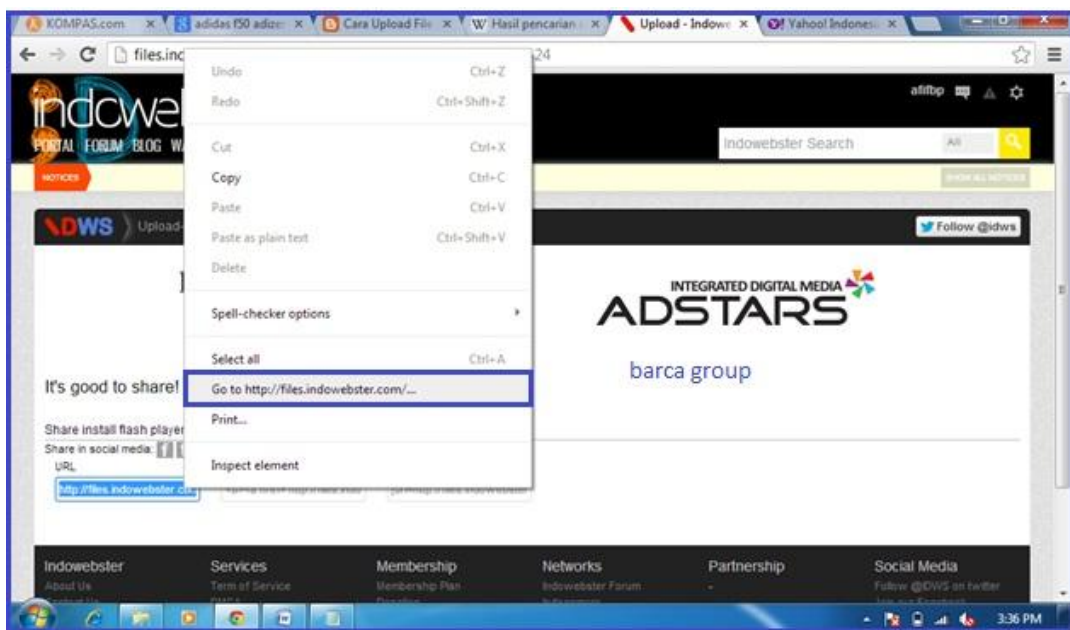 KOMPAS.com
adidas f50 adize
Cara Upload File
Hasil pencarian
Upload - Indowe
Yahoo! Indones
files.inc
24
Undo Ctrl+Z
Redo Ctrl+Shift+Z
Cut Ctrl+X
Copy Ctrl+C
Paste Ctrl+V
Paste as plain text Ctrl+Shift+V
Delete
Spell-checker options
Select all Ctrl+A
Go to http://files.indowebster.com/...
Print...
Inspect element
indowe
PORTAL FORUM BLOG W
afifbp
Indowebster Search
All
NOTICES
SHOW ALL NOTICES
IDWS
Upload-
Follow @idws
INTEGRATED DIGITAL MEDIA
ADSTARS
barca group
It's good to share!
Share install flash player
Share in social media:
URL
http://files.indowebster.co
Indowebster
Services
Membership
Networks
Partnership
Social Media
About Us
Term of Service
Membership Plan
Indowebster Forum
-
Follow @IDWS on twitter
3:36 PM